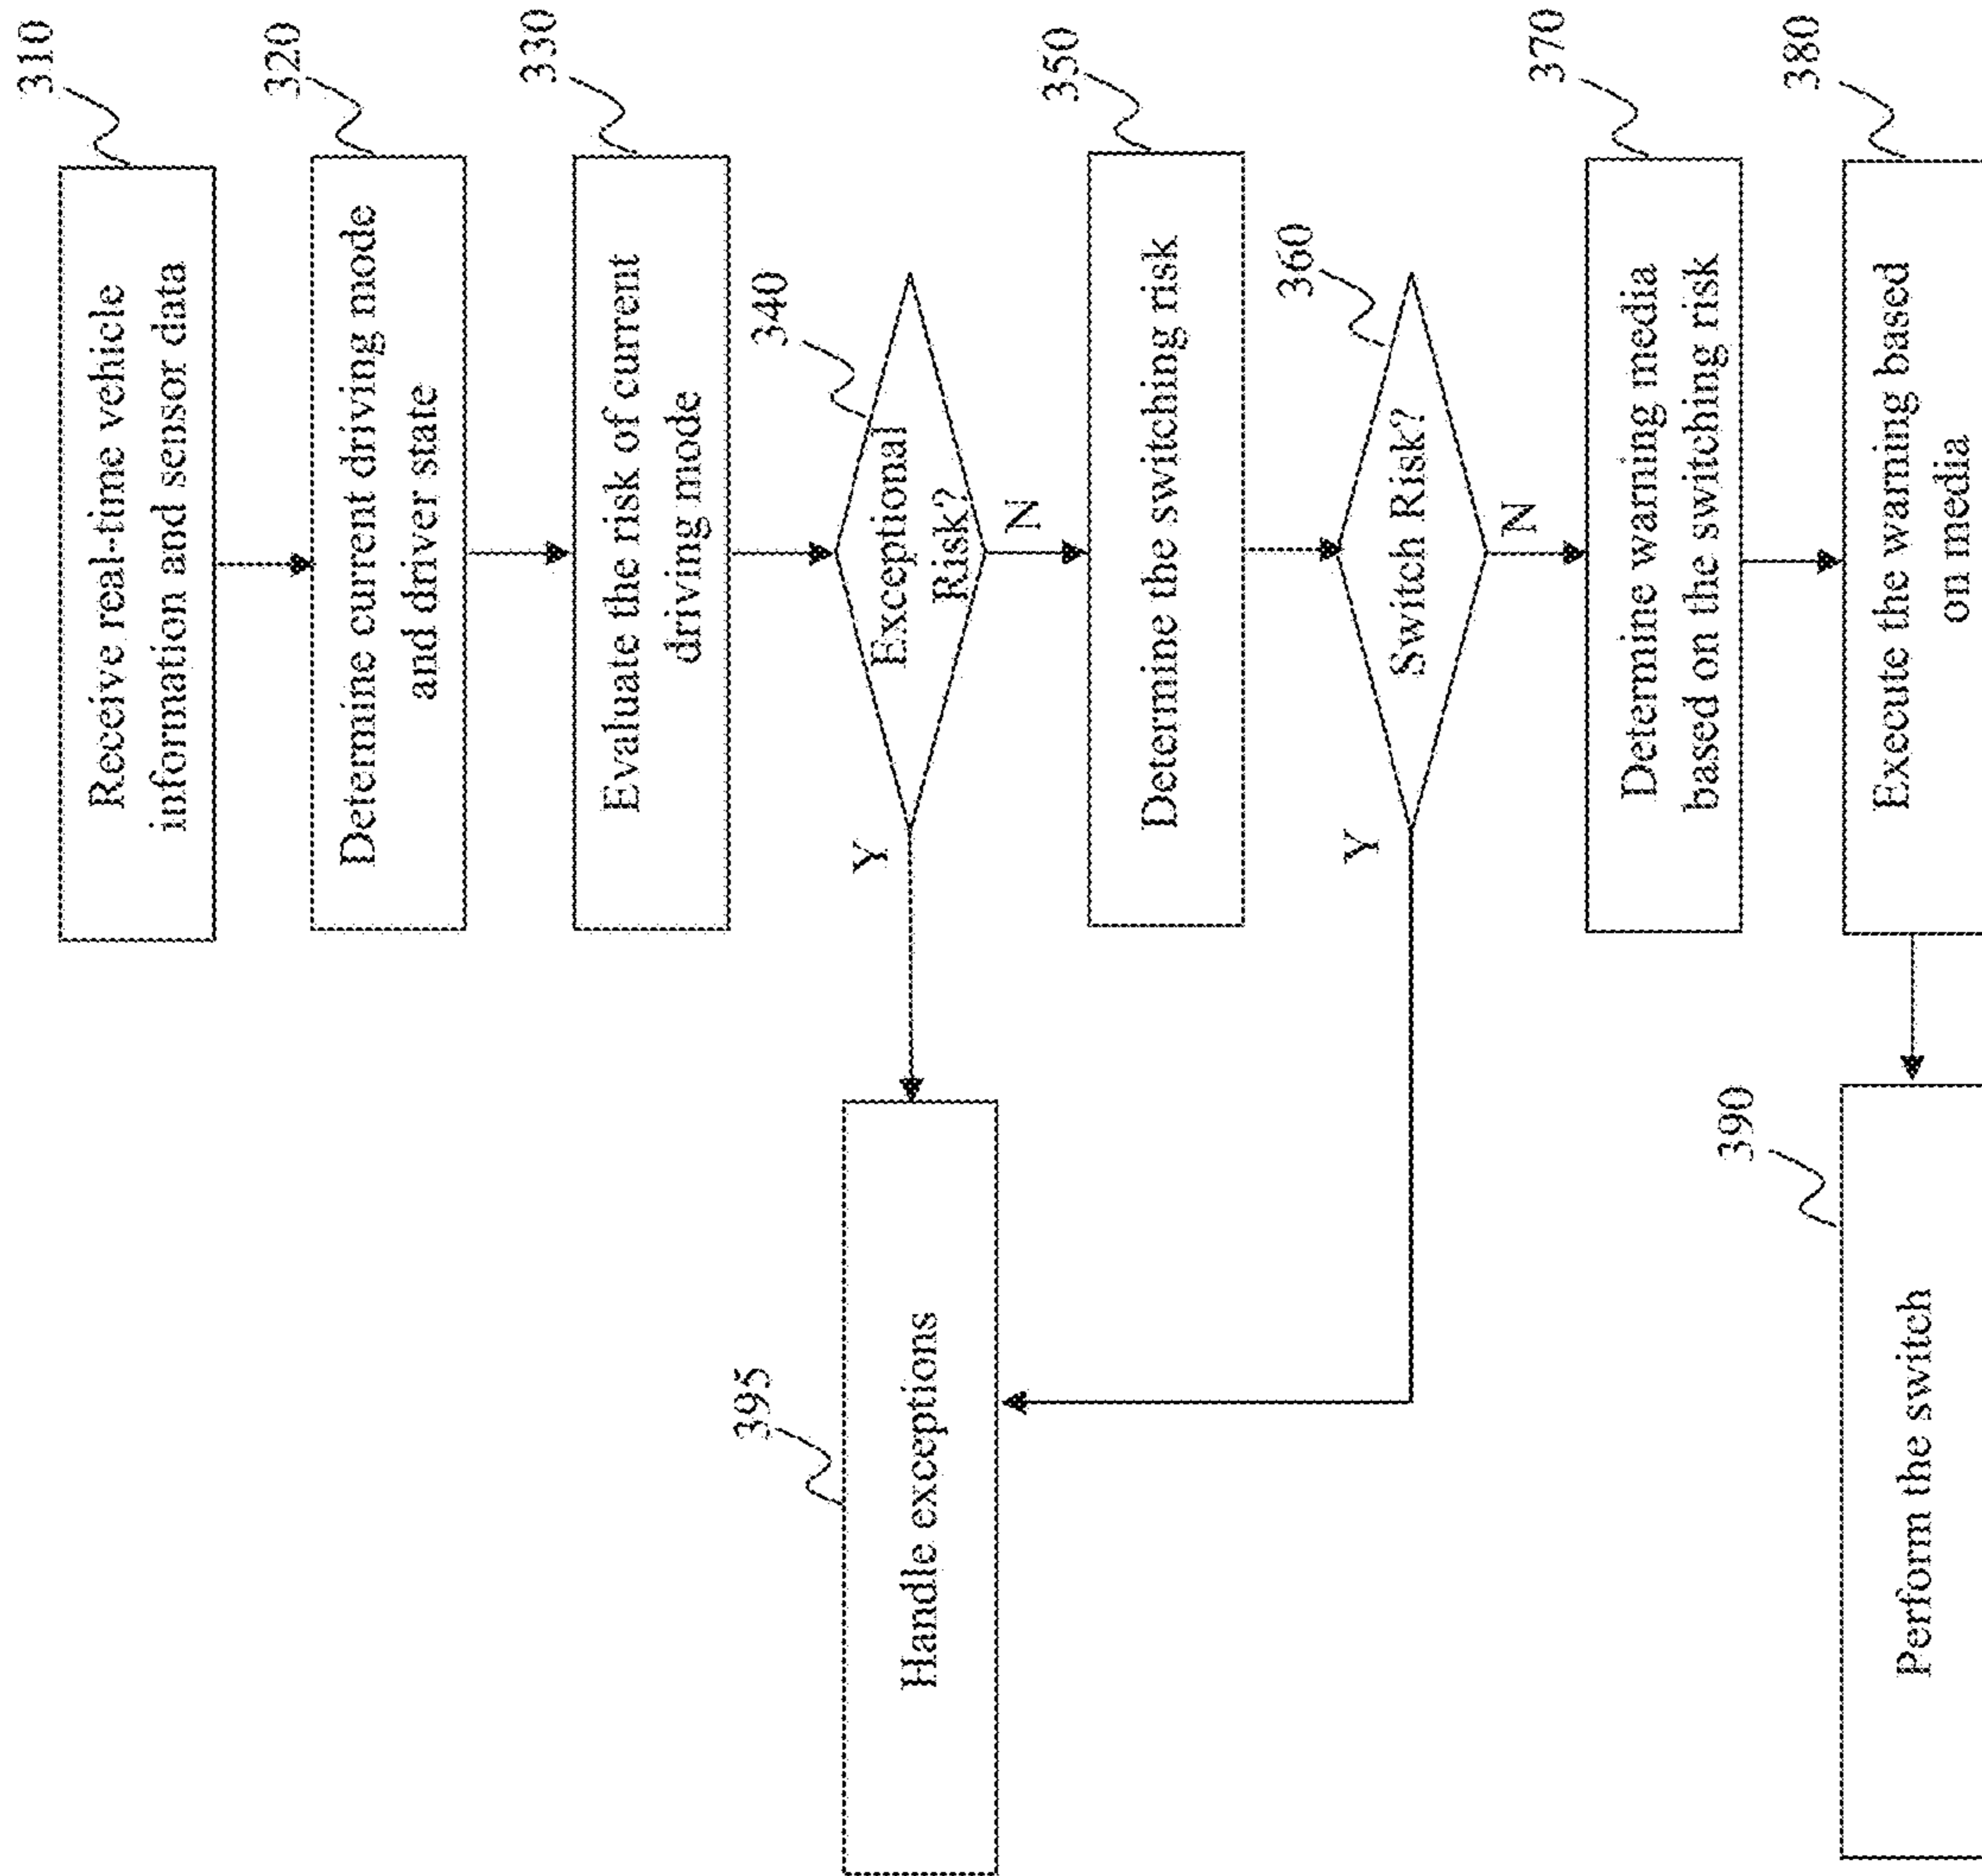 310
Receive real-time vehicle
information and sensor data
320
Determine current driving mode
and driver state
330
Evaluate the risk of current
driving mode
340
Exceptional
Risk?
Y
N
395
Handle exceptions
350
Determine the switching risk
360
Switch Risk?
Y
N
370
Determine warning media
based on the switching risk
380
Execute the warning based
on media
390
Perform the switch